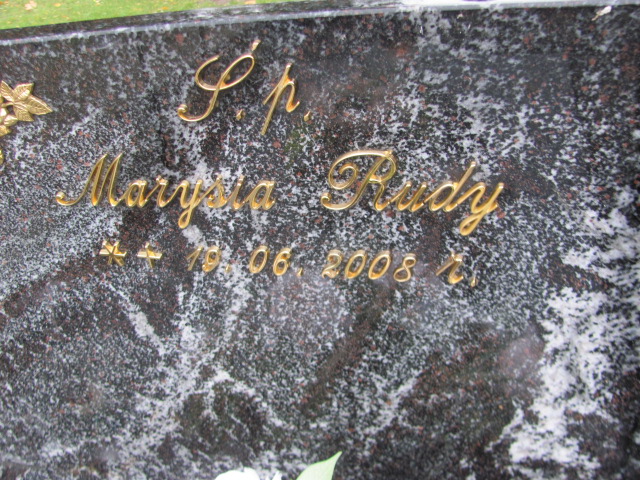 Ś.p.
Marysia Rudy
* + 19.06.2008 r.